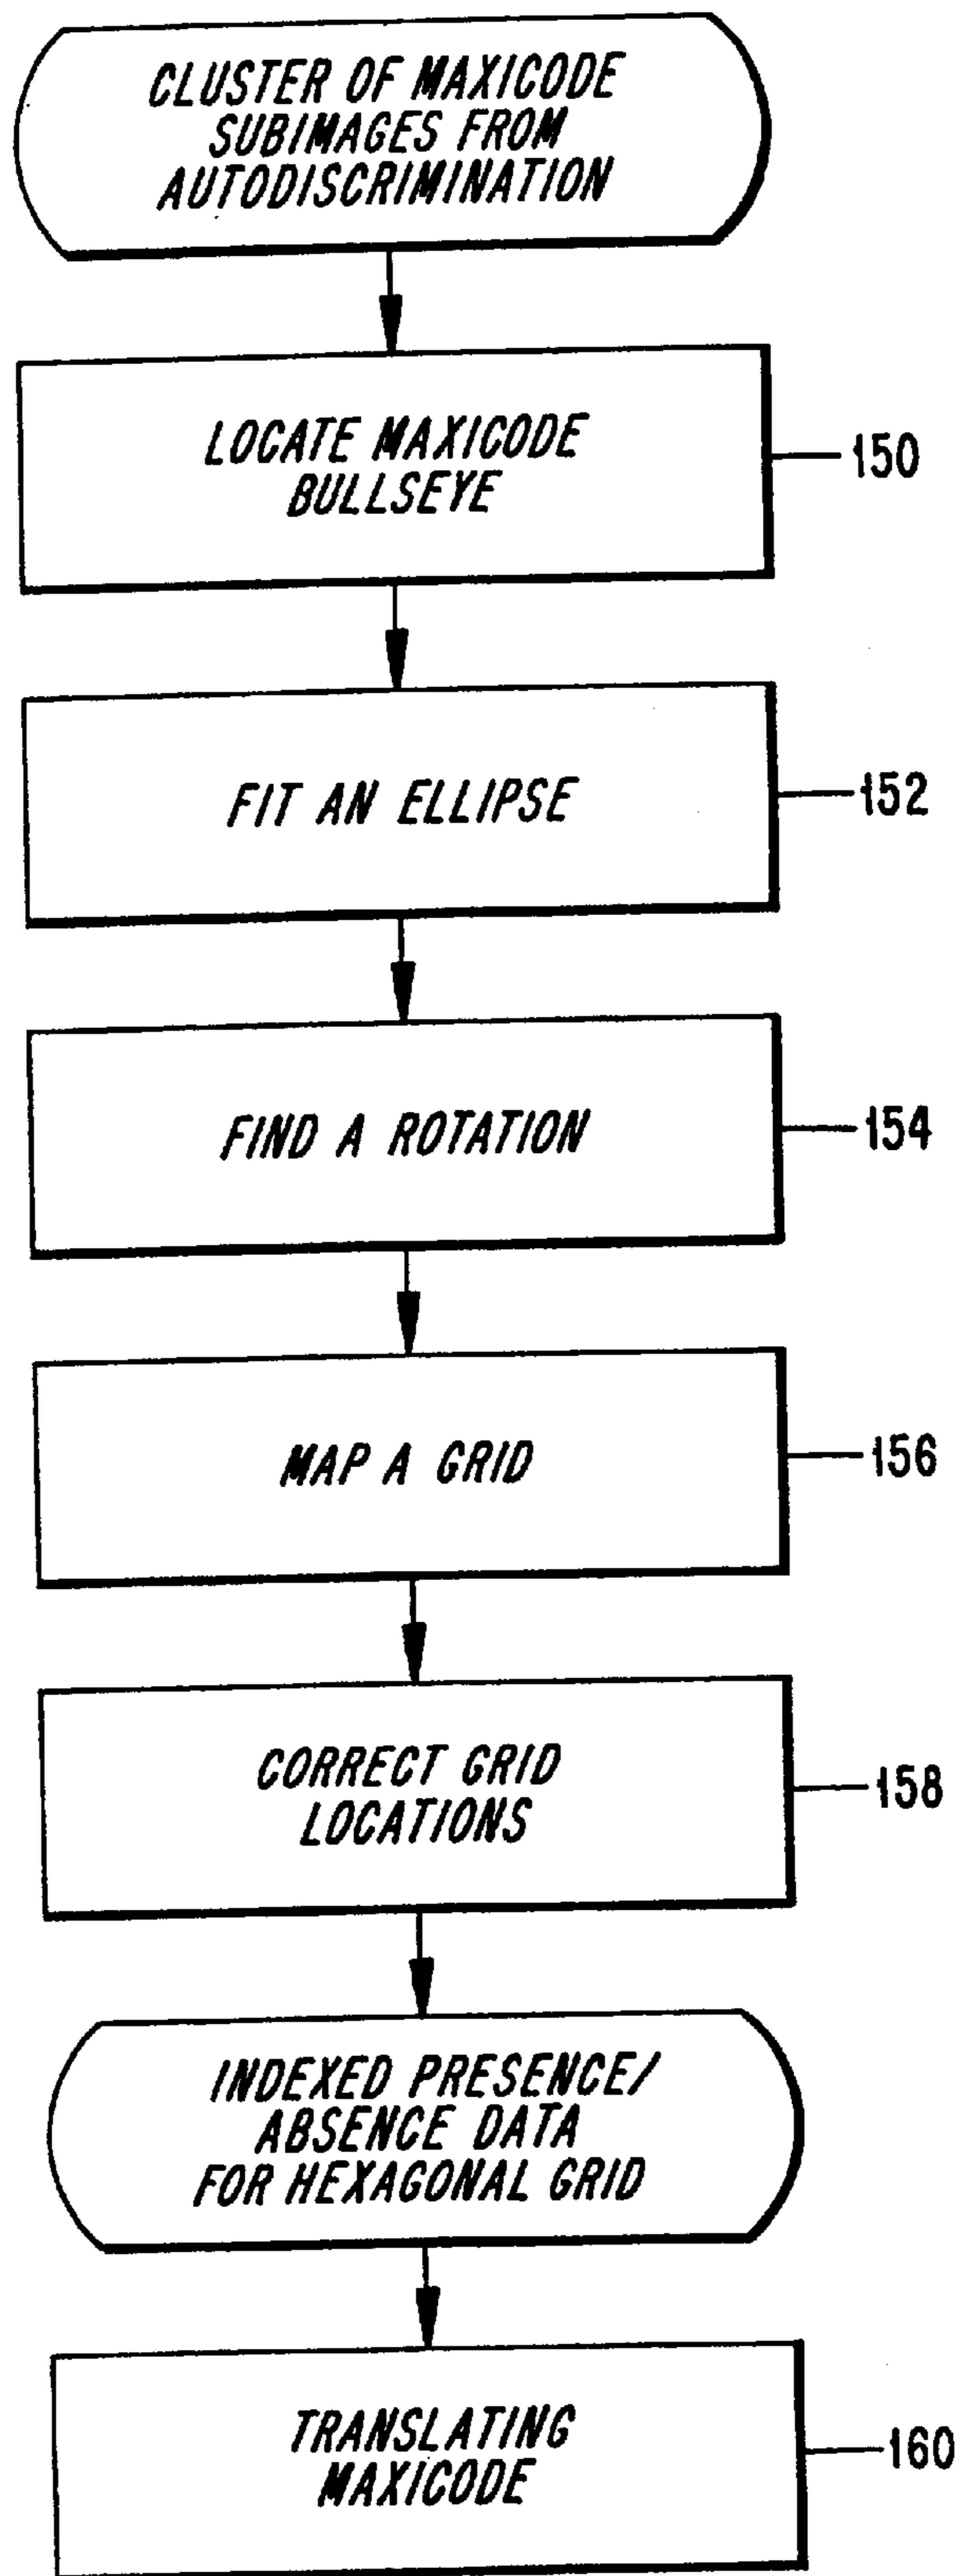 CLUSTER OF MAXICODE
SUBIMAGES FROM
AUTODISCRIMINATION
LOCATE MAXICODE
BULLSEYE
150
FIT AN ELLIPSE
152
FIND A ROTATION
154
MAP A GRID
156
CORRECT GRID
LOCATIONS
158
INDEXED PRESENCE/
ABSENCE DATA
FOR HEXAGONAL GRID
TRANSLATING
MAXICODE
160